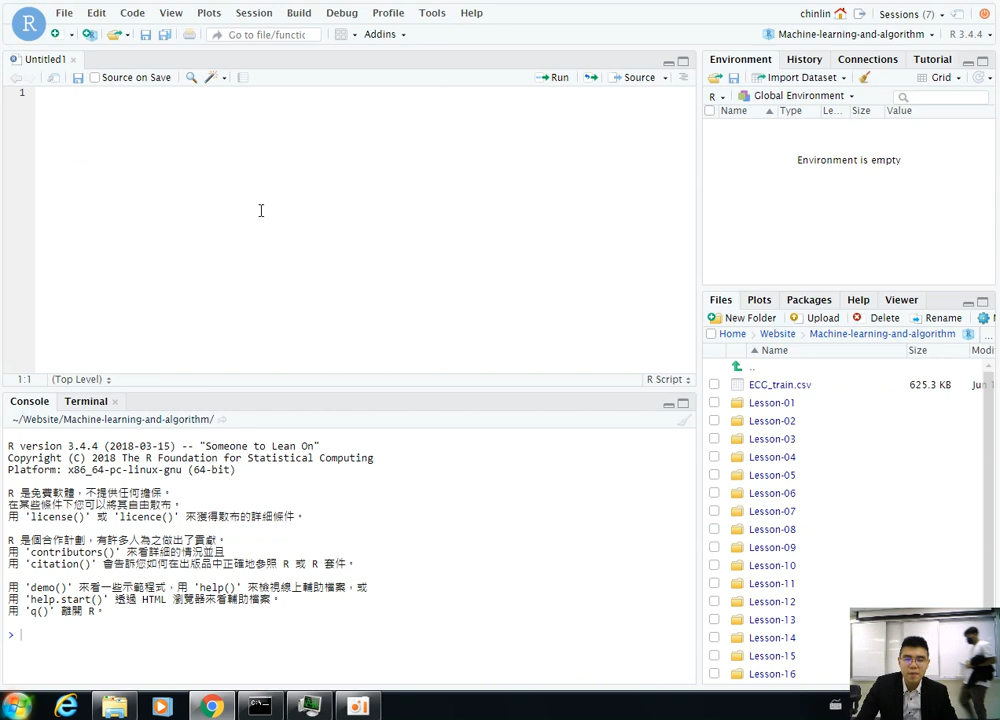 File Edit Code View Plots Session Build Debug Profile Tools Help
chinlin Sessions (7)
R
Go to file/functic Addins
Machine-learning-and-algorithm R 3.4.4
Untitled1
Source on Save Run Source
1
1:1 (Top Level) R Script
Console Terminal
~/Website/Machine-learning-and-algorithm/
R version 3.4.4 (2018-03-15) -- "Someone to Lean On"
Copyright (C) 2018 The R Foundation for Statistical Computing
Platform: x86_64-pc-linux-gnu (64-bit)
R 是免費軟體，不提供任何擔保。
在某些條件下您可以將其自由散布。
用 'license()' 或 'licence()' 來獲得散布的詳細條件。
R 是個合作計劃，有許多人為之做出了貢獻。
用 'contributors()' 來看詳細的情況並且
用 'citation()' 會告訴您如何在出版品中正確地參照 R 或 R 套件。
用 'demo()' 來看一些示範程式，用 'help()' 來檢視線上輔助檔案，或
用 'help.start()' 透過 HTML 瀏覽器來看輔助檔案。
用 'q()' 離開 R。
>
Environment History Connections Tutorial
Import Dataset Grid
R Global Environment
Name Type Le... Size Value
Environment is empty
Files Plots Packages Help Viewer
New Folder Upload Delete Rename
Home Website Machine-learning-and-algorithm ...
Name Size Modi
..
ECG_train.csv 625.3 KB
Lesson-01
Lesson-02
Lesson-03
Lesson-04
Lesson-05
Lesson-06
Lesson-07
Lesson-08
Lesson-09
Lesson-10
Lesson-11
Lesson-12
Lesson-13
Lesson-14
Lesson-15
Lesson-16